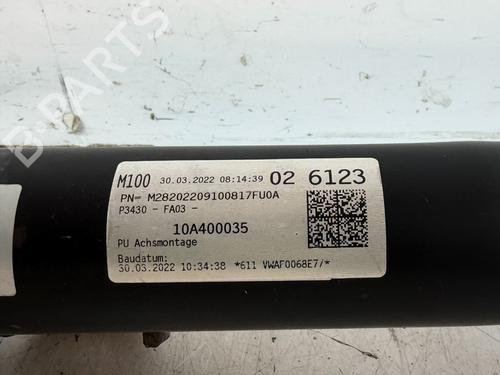 B-PARTS
M100 30.03.2022 08:14:39 02 6123
PN= M28202209100817FU0A
P3430 - FA03 -
10A400035
PU Achsmontage
Baudatum:
30.03.2022 10:34:38 *611 VWAF0068E7/*